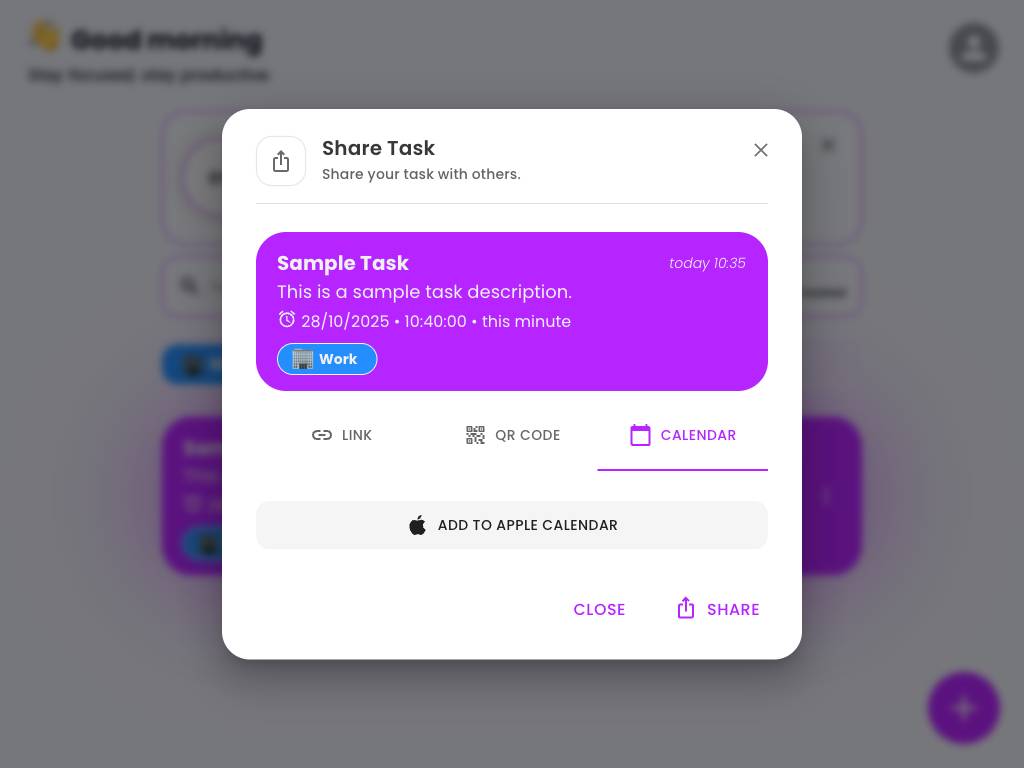 Good morning
Stay focused, stay productive
Share Task
Share your task with others.
Sample Task
today 10:35
This is a sample task description.
28/10/2025 • 10:40:00 • this minute
Work
LINK
QR CODE
CALENDAR
ADD TO APPLE CALENDAR
CLOSE
SHARE